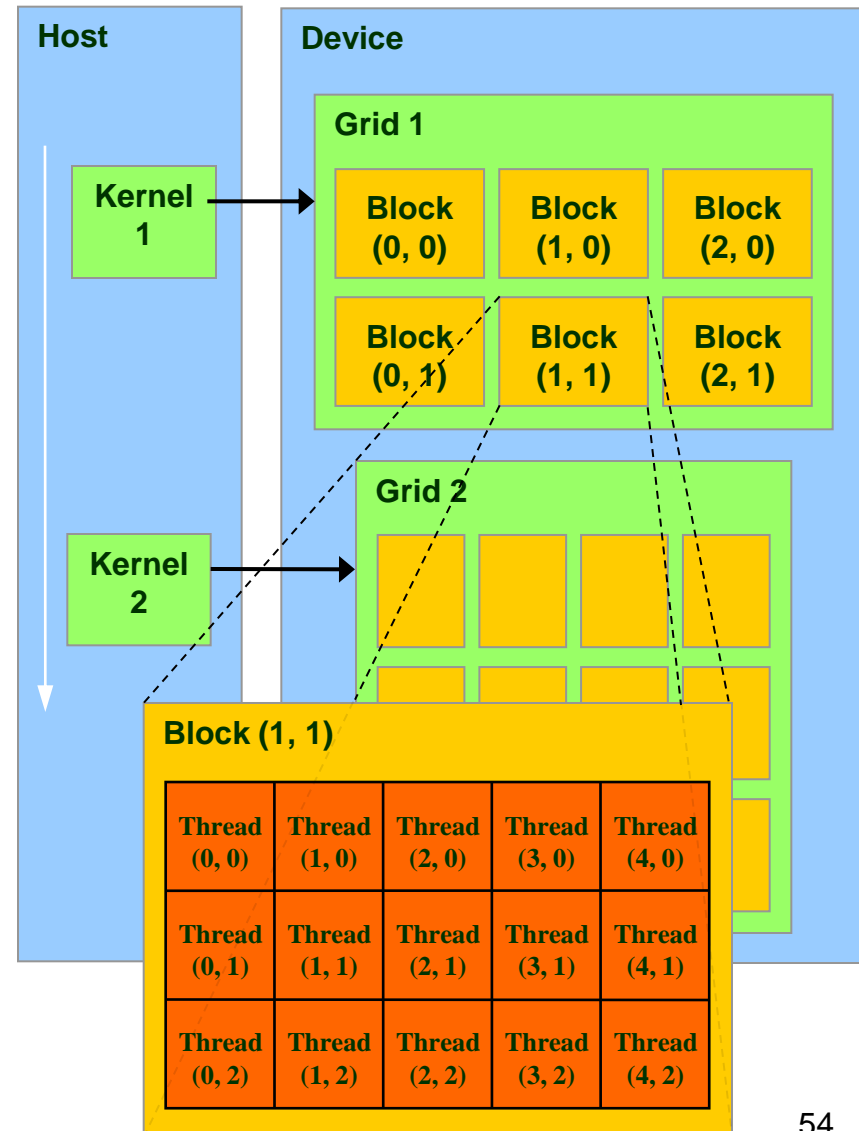 Host
Device
Grid 1
Kernel
1
Block
(0, 0)
Block
(1, 0)
Block
(2, 0)
Block
(0, 1)
Block
(1, 1)
Block
(2, 1)
Grid 2
Kernel
2
Block (1, 1)
Thread
(0, 0)
Thread
(1, 0)
Thread
(2, 0)
Thread
(3, 0)
Thread
(4, 0)
Thread
(0, 1)
Thread
(1, 1)
Thread
(2, 1)
Thread
(3, 1)
Thread
(4, 1)
Thread
(0, 2)
Thread
(1, 2)
Thread
(2, 2)
Thread
(3, 2)
Thread
(4, 2)
54